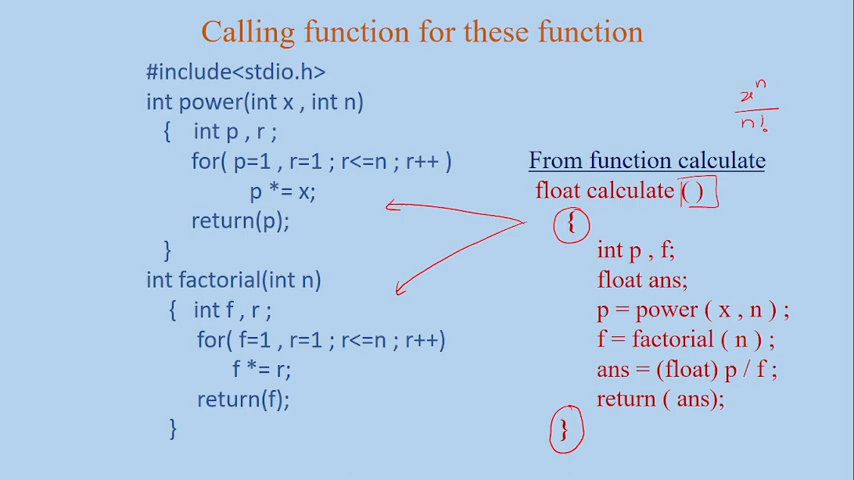 Calling function for these function
#include<stdio.h>
int power(int x , int n)
{ int p , r ;
for( p=1 , r=1 ; r<=n ; r++ )
p *= x;
return(p);
}
int factorial(int n)
{ int f , r ;
for( f=1 , r=1 ; r<=n ; r++)
f *= r;
return(f);
}
x^n
n!
From function calculate
float calculate ( )
{
int p , f;
float ans;
p = power ( x , n ) ;
f = factorial ( n ) ;
ans = (float) p / f ;
return ( ans);
}